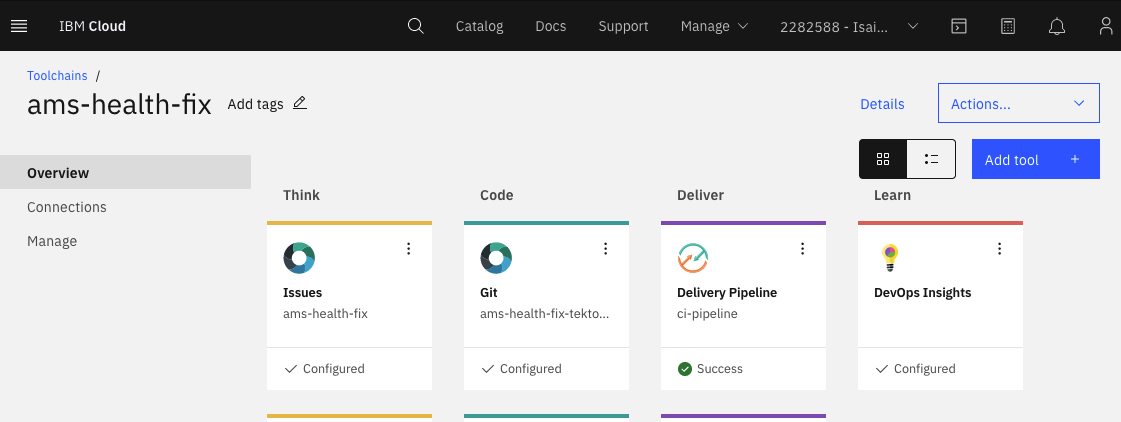 IBM Cloud
Catalog
Docs
Support
Manage
2282588 - Isai...
Toolchains /
ams-health-fix
Add tags
Details
Actions...
Add tool +
Overview
Connections
Manage
Think
Code
Deliver
Learn
Issues
ams-health-fix
Configured
Git
ams-health-fix-tekto...
Configured
Delivery Pipeline
ci-pipeline
Success
DevOps Insights
Configured